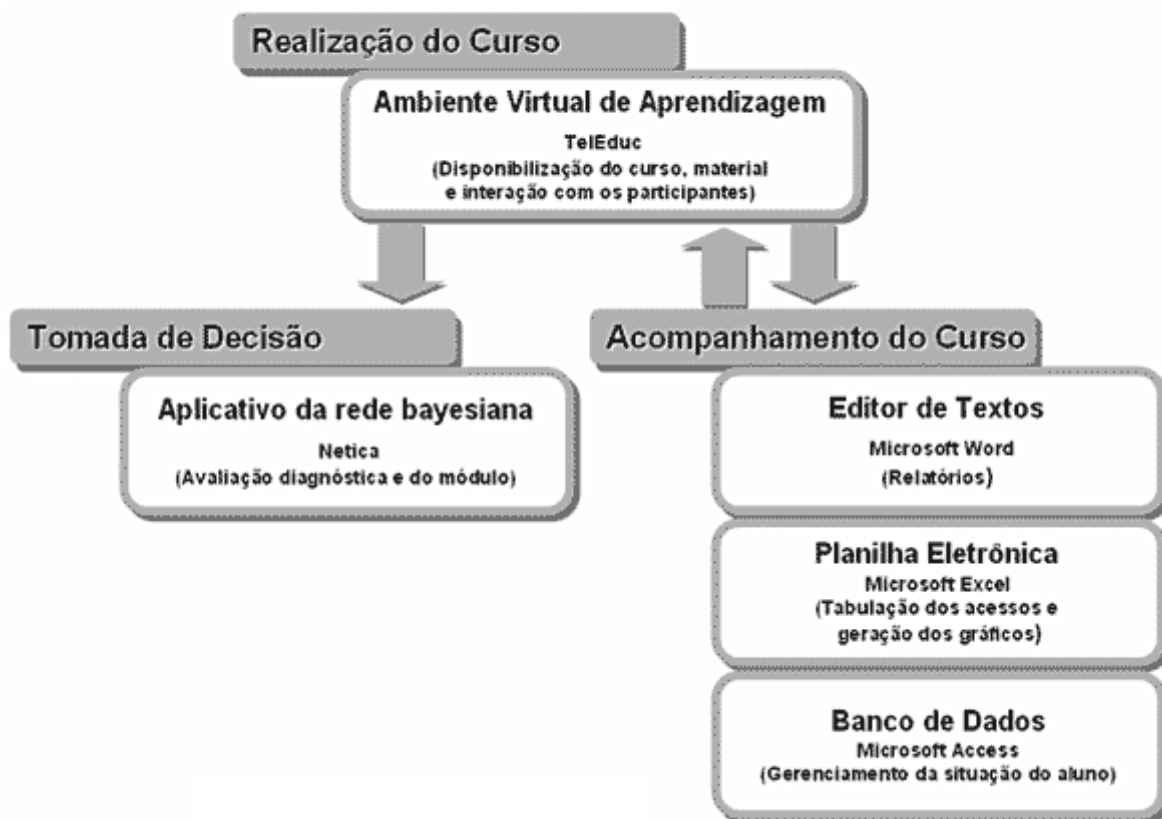 Realização do Curso
Ambiente Virtual de Aprendizagem
TelEduc
(Disponibilização do curso, material
e interação com os participantes)
Tomada de Decisão
Aplicativo da rede bayesiana
Netica
(Avaliação diagnóstica e do módulo)
Acompanhamento do Curso
Editor de Textos
Microsoft Word
(Relatórios)
Planilha Eletrônica
Microsoft Excel
(Tabulação dos acessos e
geração dos gráficos)
Banco de Dados
Microsoft Access
(Gerenciamento da situação do aluno)